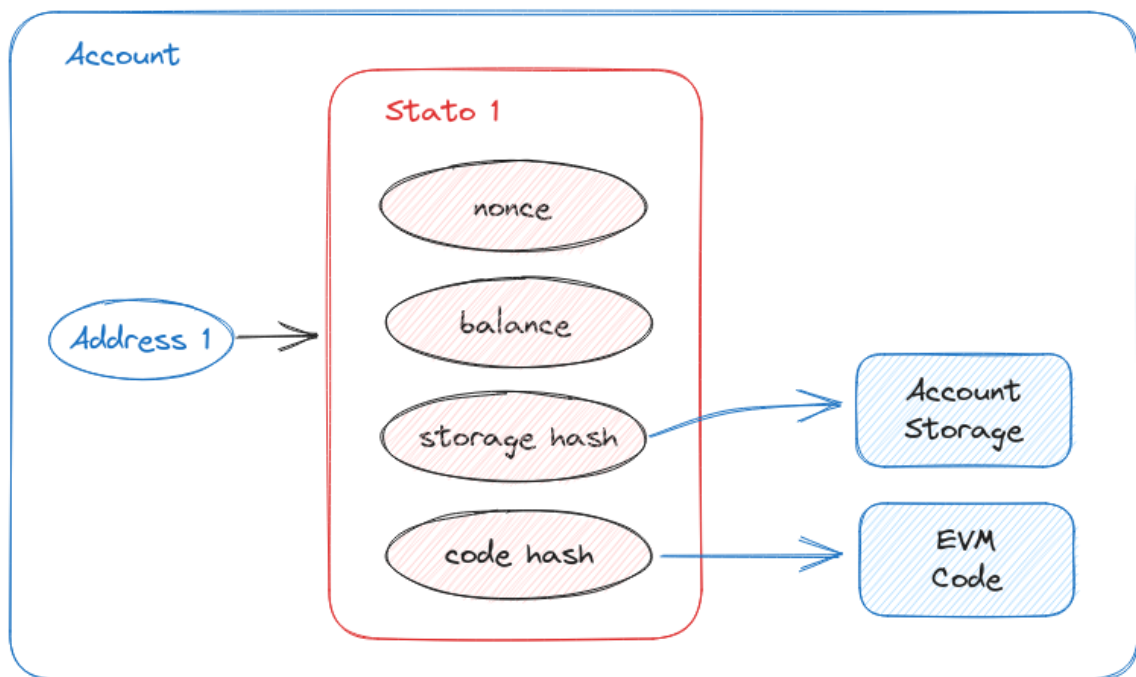 Account
Stato 1
nonce
balance
Address 1
storage hash
Account
Storage
code hash
EVM
Code